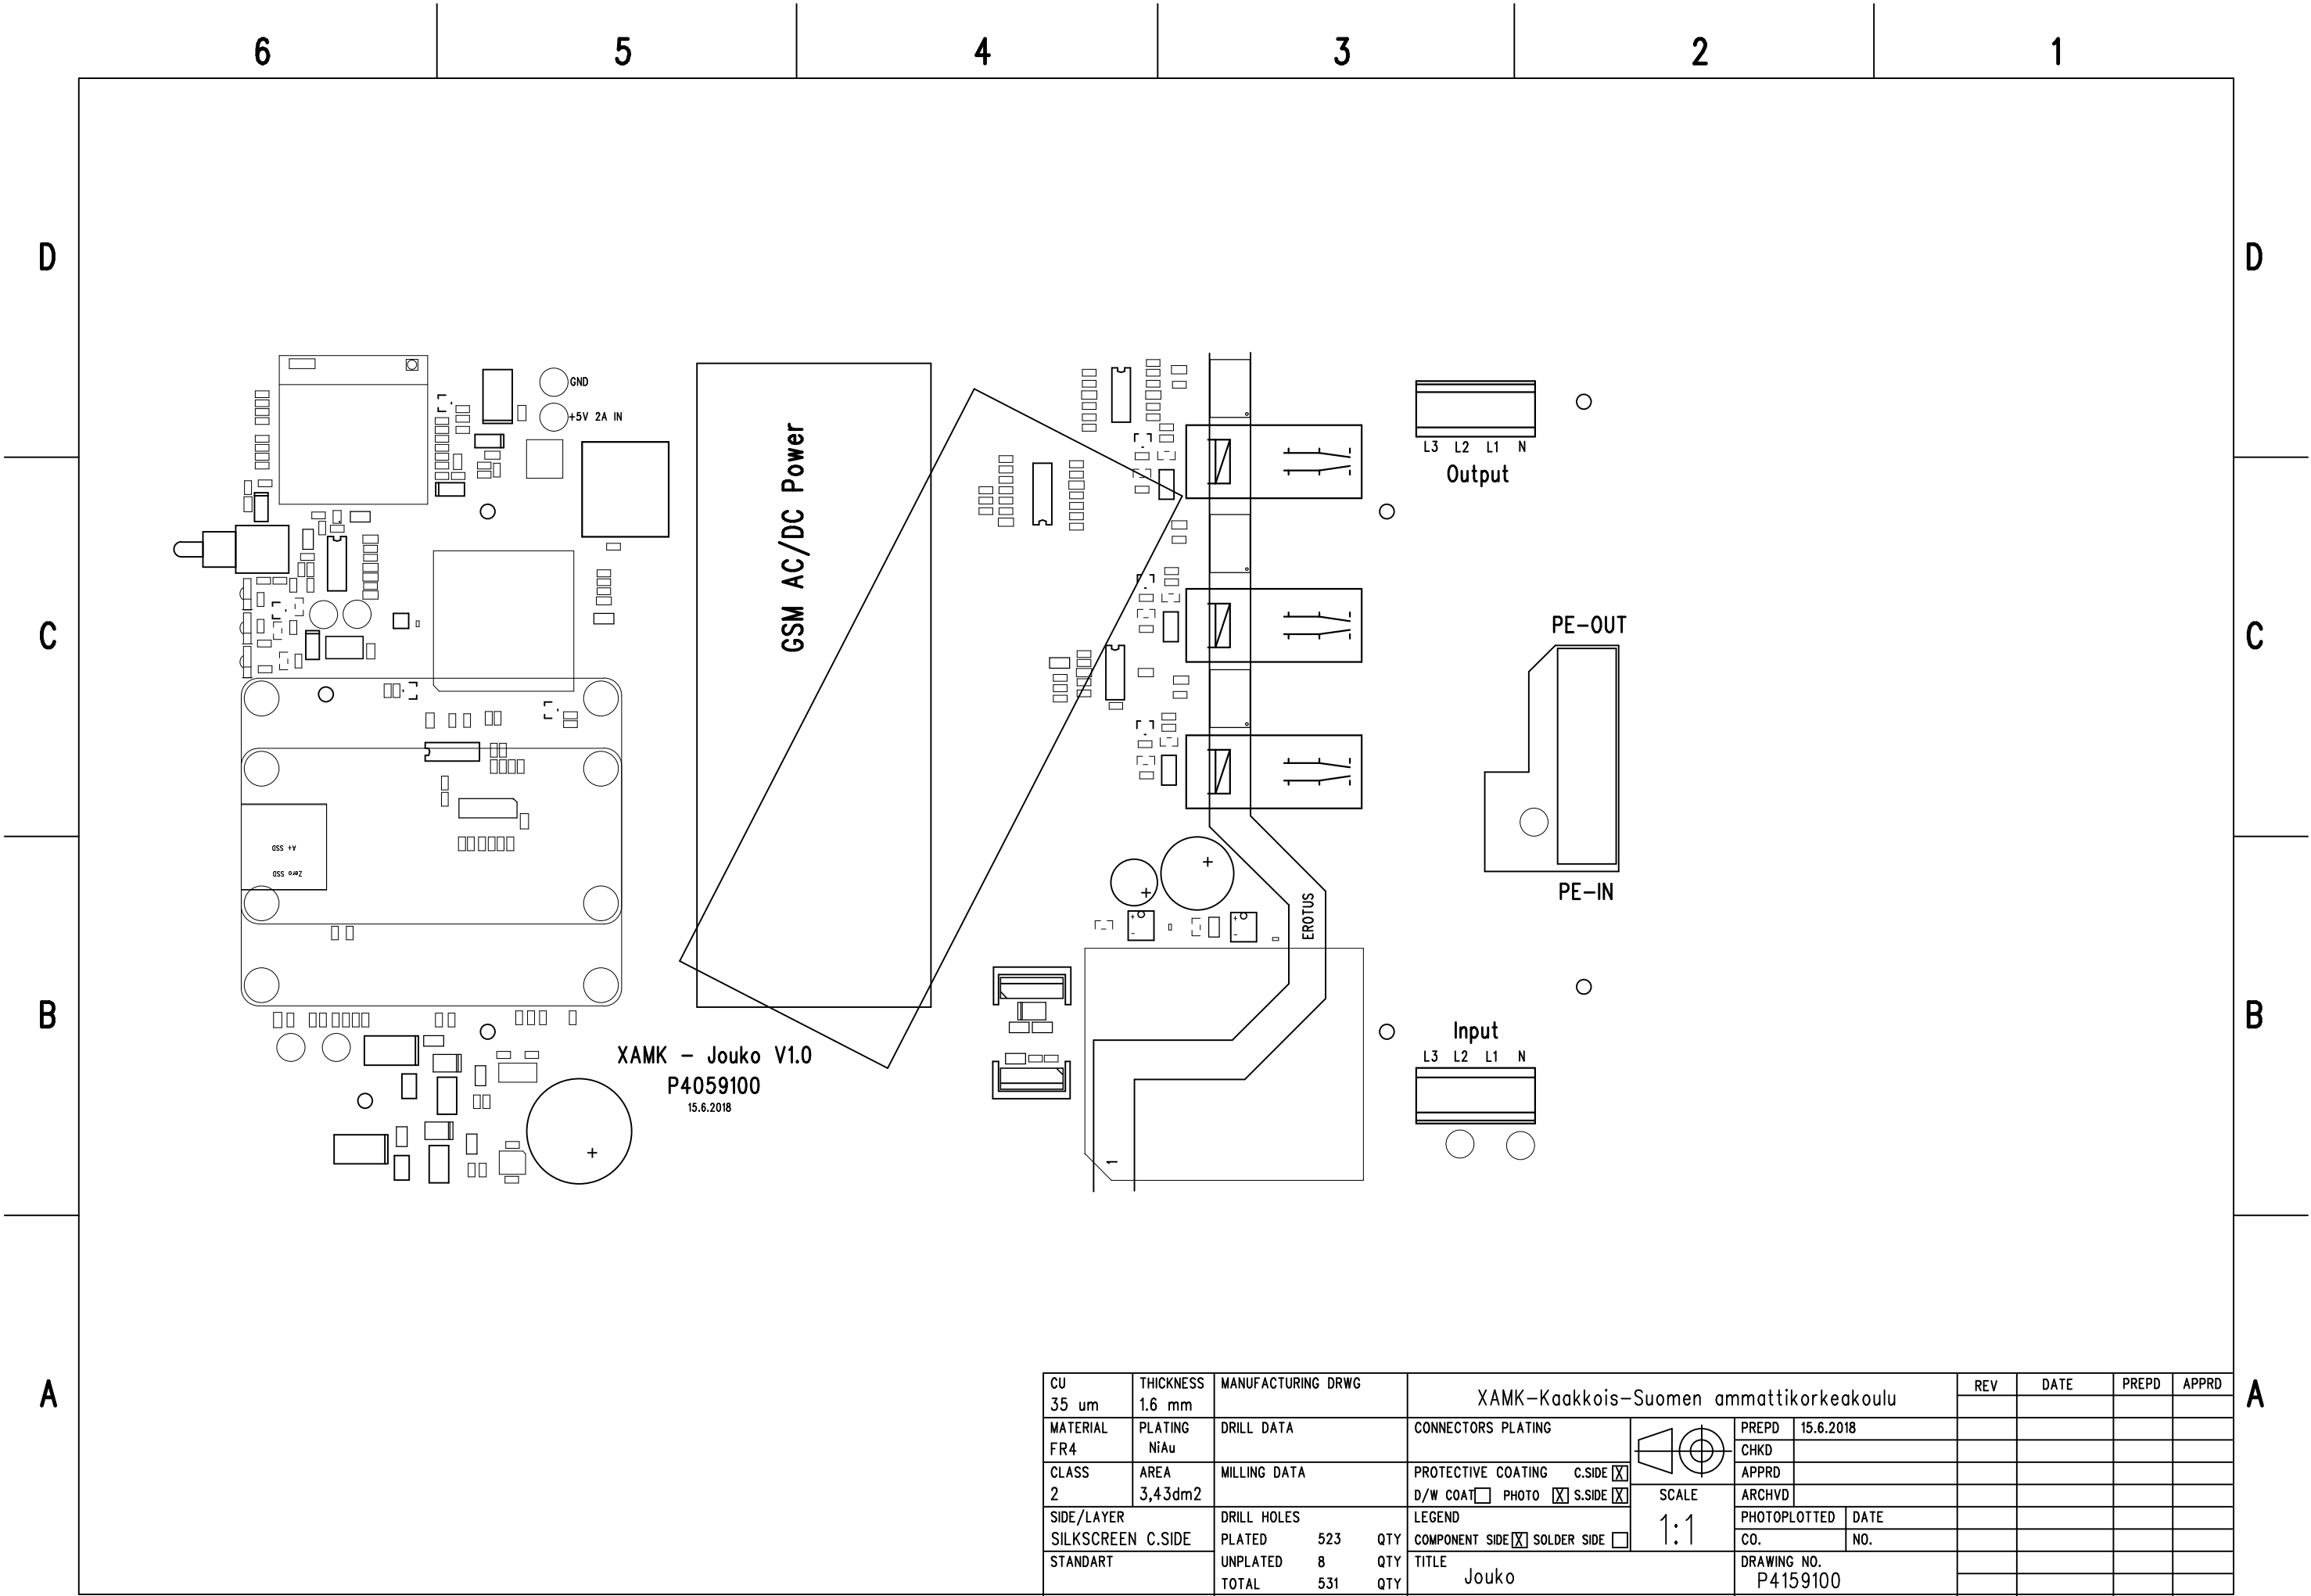 6 5 4 3 2 1
D D
GND
+5V 2A IN
GSM AC/DC Power
L3 L2 L1 N
Output
C C
PE-OUT
A+ SSD
Zero SSD
+
+
+
-
+
-
EROTUS
PE-IN
B B
Input
L3 L2 L1 N
XAMK - Jouko V1.0
P4059100
15.6.2018
+
1
A A
CU
35 um
THICKNESS
1.6 mm
MANUFACTURING DRWG
XAMK-Kaakkois-Suomen ammattikorkeakoulu
REV DATE PREPD APPRD
MATERIAL
FR4
PLATING
NiAu
DRILL DATA
CONNECTORS PLATING
PREPD 15.6.2018
CHKD
CLASS
2
AREA
3,43dm2
MILLING DATA
PROTECTIVE COATING C.SIDE X
D/W COAT PHOTO X S.SIDE X
APPRD
SCALE
1:1
ARCHVD
SIDE/LAYER
SILKSCREEN C.SIDE
DRILL HOLES
PLATED 523 QTY
UNPLATED 8 QTY
TOTAL 531 QTY
LEGEND
COMPONENT SIDE X SOLDER SIDE
PHOTOPLOTTED DATE
CO. NO.
STANDART
TITLE
Jouko
DRAWING NO.
P4159100